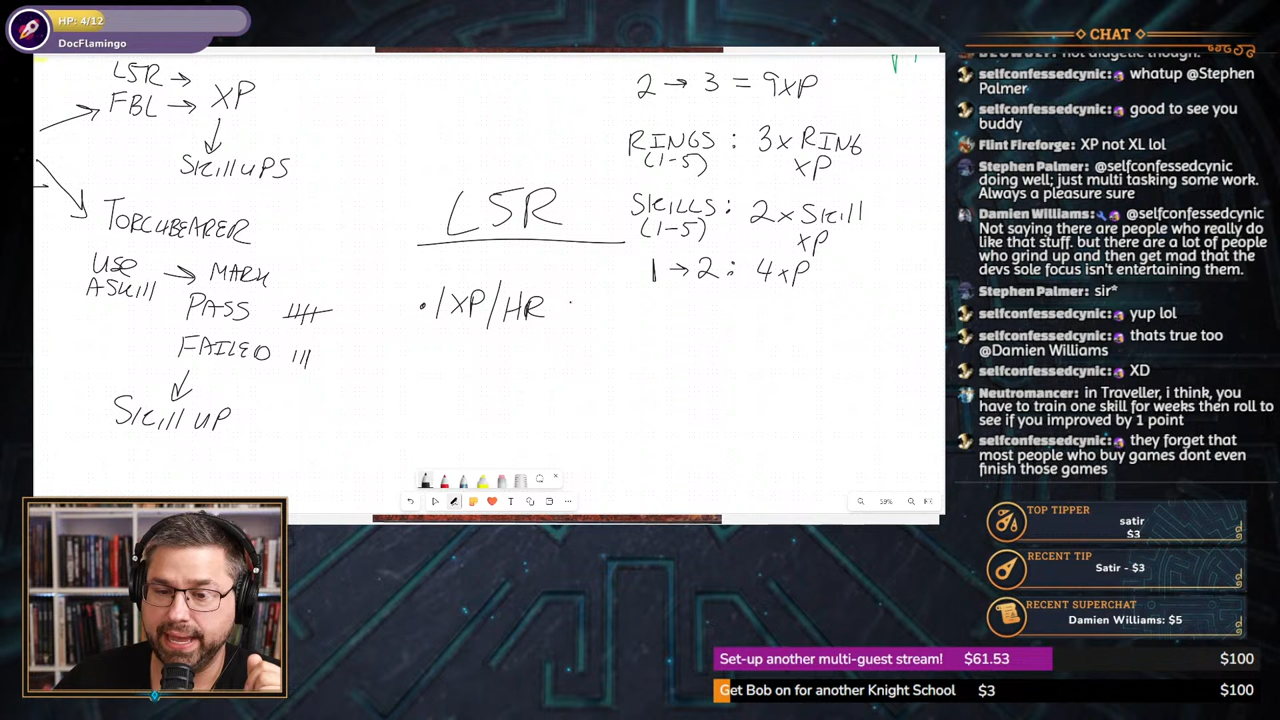 HP: 4/12
DocFlamingo
LSR →
FBL → XP
SkillUPS
TORCHBEARER
USE
A Skill → MARK
PASS
FAILED
Skill UP
L5R
• 1 XP/HR
2 → 3 = 9XP
RINGS : 3 x RING
(1-5) XP
SKILLS : 2 x Skill
(1-5) XP
1 → 2 : 4 XP
59%
CHAT
selfconfessedcynic: whatup @Stephen
Palmer
selfconfessedcynic: good to see you
buddy
Flint Fireforge: XP not XL lol
Stephen Palmer: @selfconfessedcynic
doing well; just multi tasking some work.
Always a pleasure sure
Damien Williams: @selfconfessedcynic
Not saying there are people who really do
like that stuff. but there are a lot of people
who grind up and then get mad that the
devs sole focus isn't entertaining them.
Stephen Palmer: sir*
selfconfessedcynic: yup lol
selfconfessedcynic: thats true too
@Damien Williams
selfconfessedcynic: XD
Neutromancer: in Traveller, i think, you
have to train one skill for weeks then roll to
see if you improved by 1 point
selfconfessedcynic: they forget that
most people who buy games dont even
finish those games
TOP TIPPER
satir
$3
RECENT TIP
Satir - $3
RECENT SUPERCHAT
Damien Williams: $5
Set-up another multi-guest stream! $61.53 $100
Get Bob on for another Knight School $3 $100